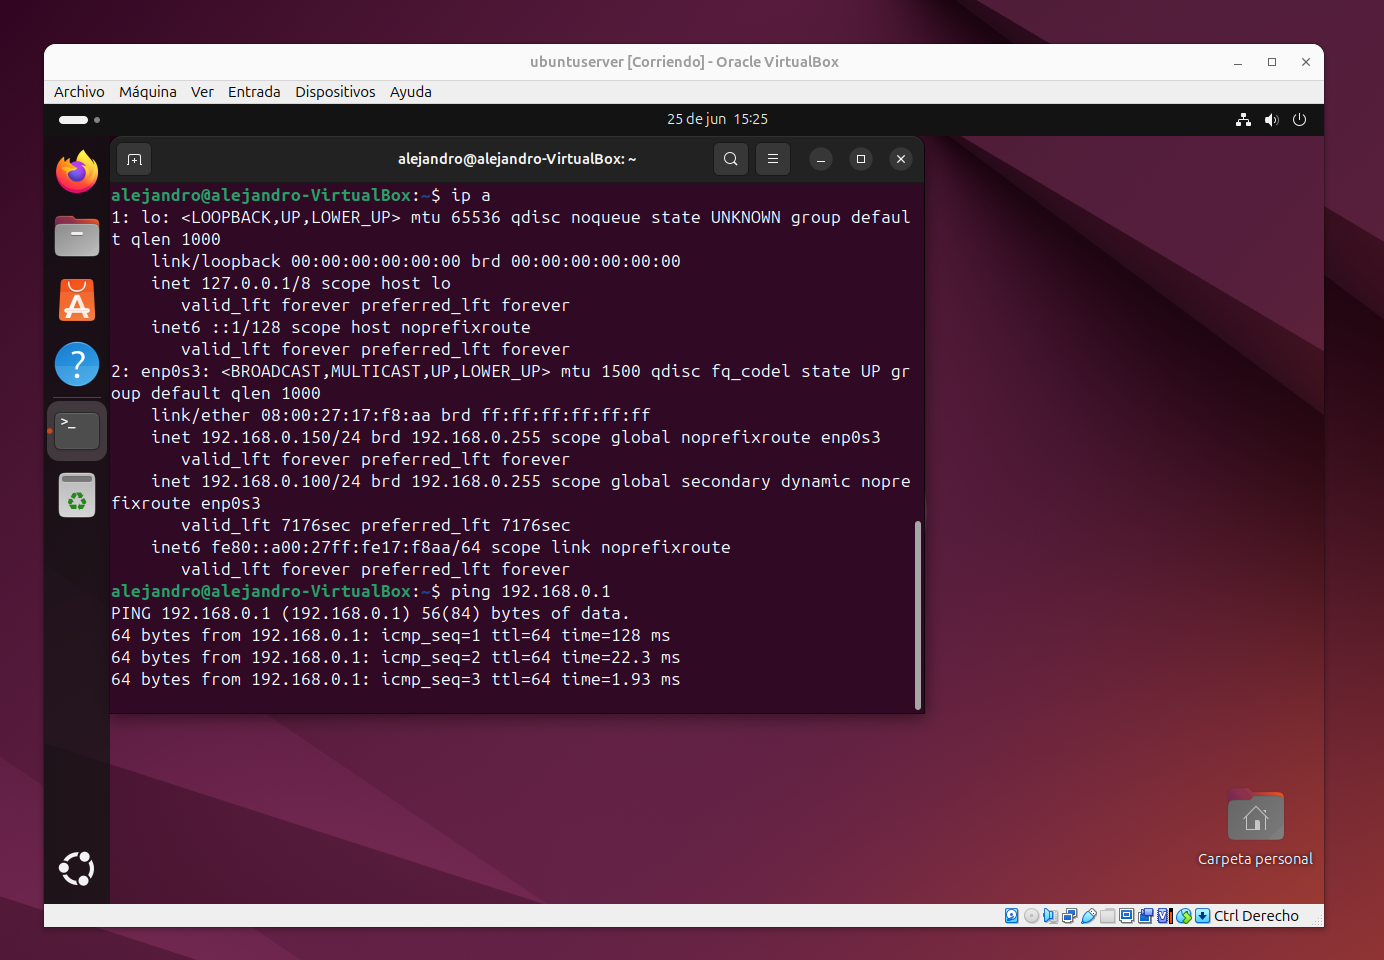 ubuntuserver [Corriendo] - Oracle VirtualBox
Archivo Máquina Ver Entrada Dispositivos Ayuda
25 de jun 15:25
alejandro@alejandro-VirtualBox: ~
alejandro@alejandro-VirtualBox:~$ ip a
1: lo: <LOOPBACK,UP,LOWER_UP> mtu 65536 qdisc noqueue state UNKNOWN group defaul
t qlen 1000
    link/loopback 00:00:00:00:00:00 brd 00:00:00:00:00:00
    inet 127.0.0.1/8 scope host lo
       valid_lft forever preferred_lft forever
    inet6 ::1/128 scope host noprefixroute
       valid_lft forever preferred_lft forever
2: enp0s3: <BROADCAST,MULTICAST,UP,LOWER_UP> mtu 1500 qdisc fq_codel state UP gr
oup default qlen 1000
    link/ether 08:00:27:17:f8:aa brd ff:ff:ff:ff:ff:ff
    inet 192.168.0.150/24 brd 192.168.0.255 scope global noprefixroute enp0s3
       valid_lft forever preferred_lft forever
    inet 192.168.0.100/24 brd 192.168.0.255 scope global secondary dynamic nopre
fixroute enp0s3
       valid_lft 7176sec preferred_lft 7176sec
    inet6 fe80::a00:27ff:fe17:f8aa/64 scope link noprefixroute
       valid_lft forever preferred_lft forever
alejandro@alejandro-VirtualBox:~$ ping 192.168.0.1
PING 192.168.0.1 (192.168.0.1) 56(84) bytes of data.
64 bytes from 192.168.0.1: icmp_seq=1 ttl=64 time=128 ms
64 bytes from 192.168.0.1: icmp_seq=2 ttl=64 time=22.3 ms
64 bytes from 192.168.0.1: icmp_seq=3 ttl=64 time=1.93 ms
Carpeta personal
Ctrl Derecho